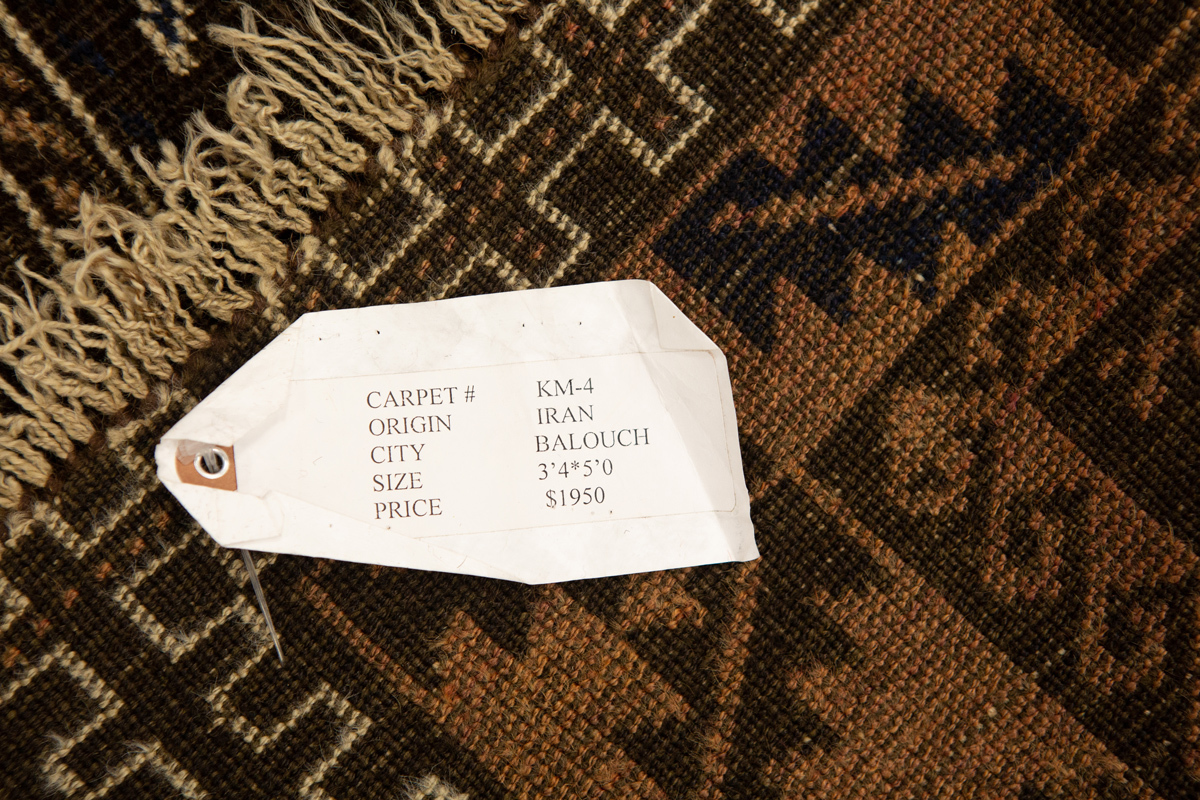 CARPET # KM-4
ORIGIN IRAN
CITY BALOUCH
SIZE 3'4*5'0
PRICE $1950